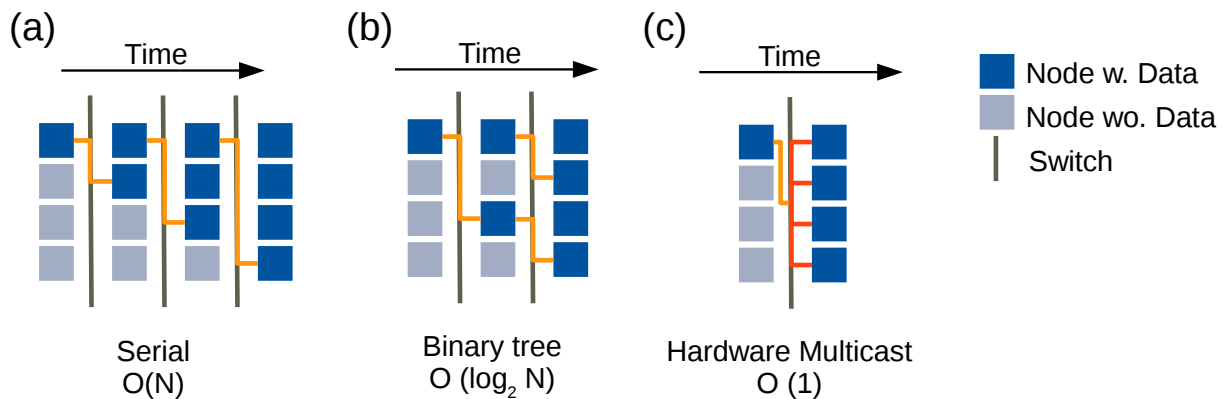 (a)
Time
Serial
O(N)
(b)
Time
Binary tree
O (log₂ N)
(c)
Time
Hardware Multicast
O (1)
Node w. Data
Node wo. Data
Switch